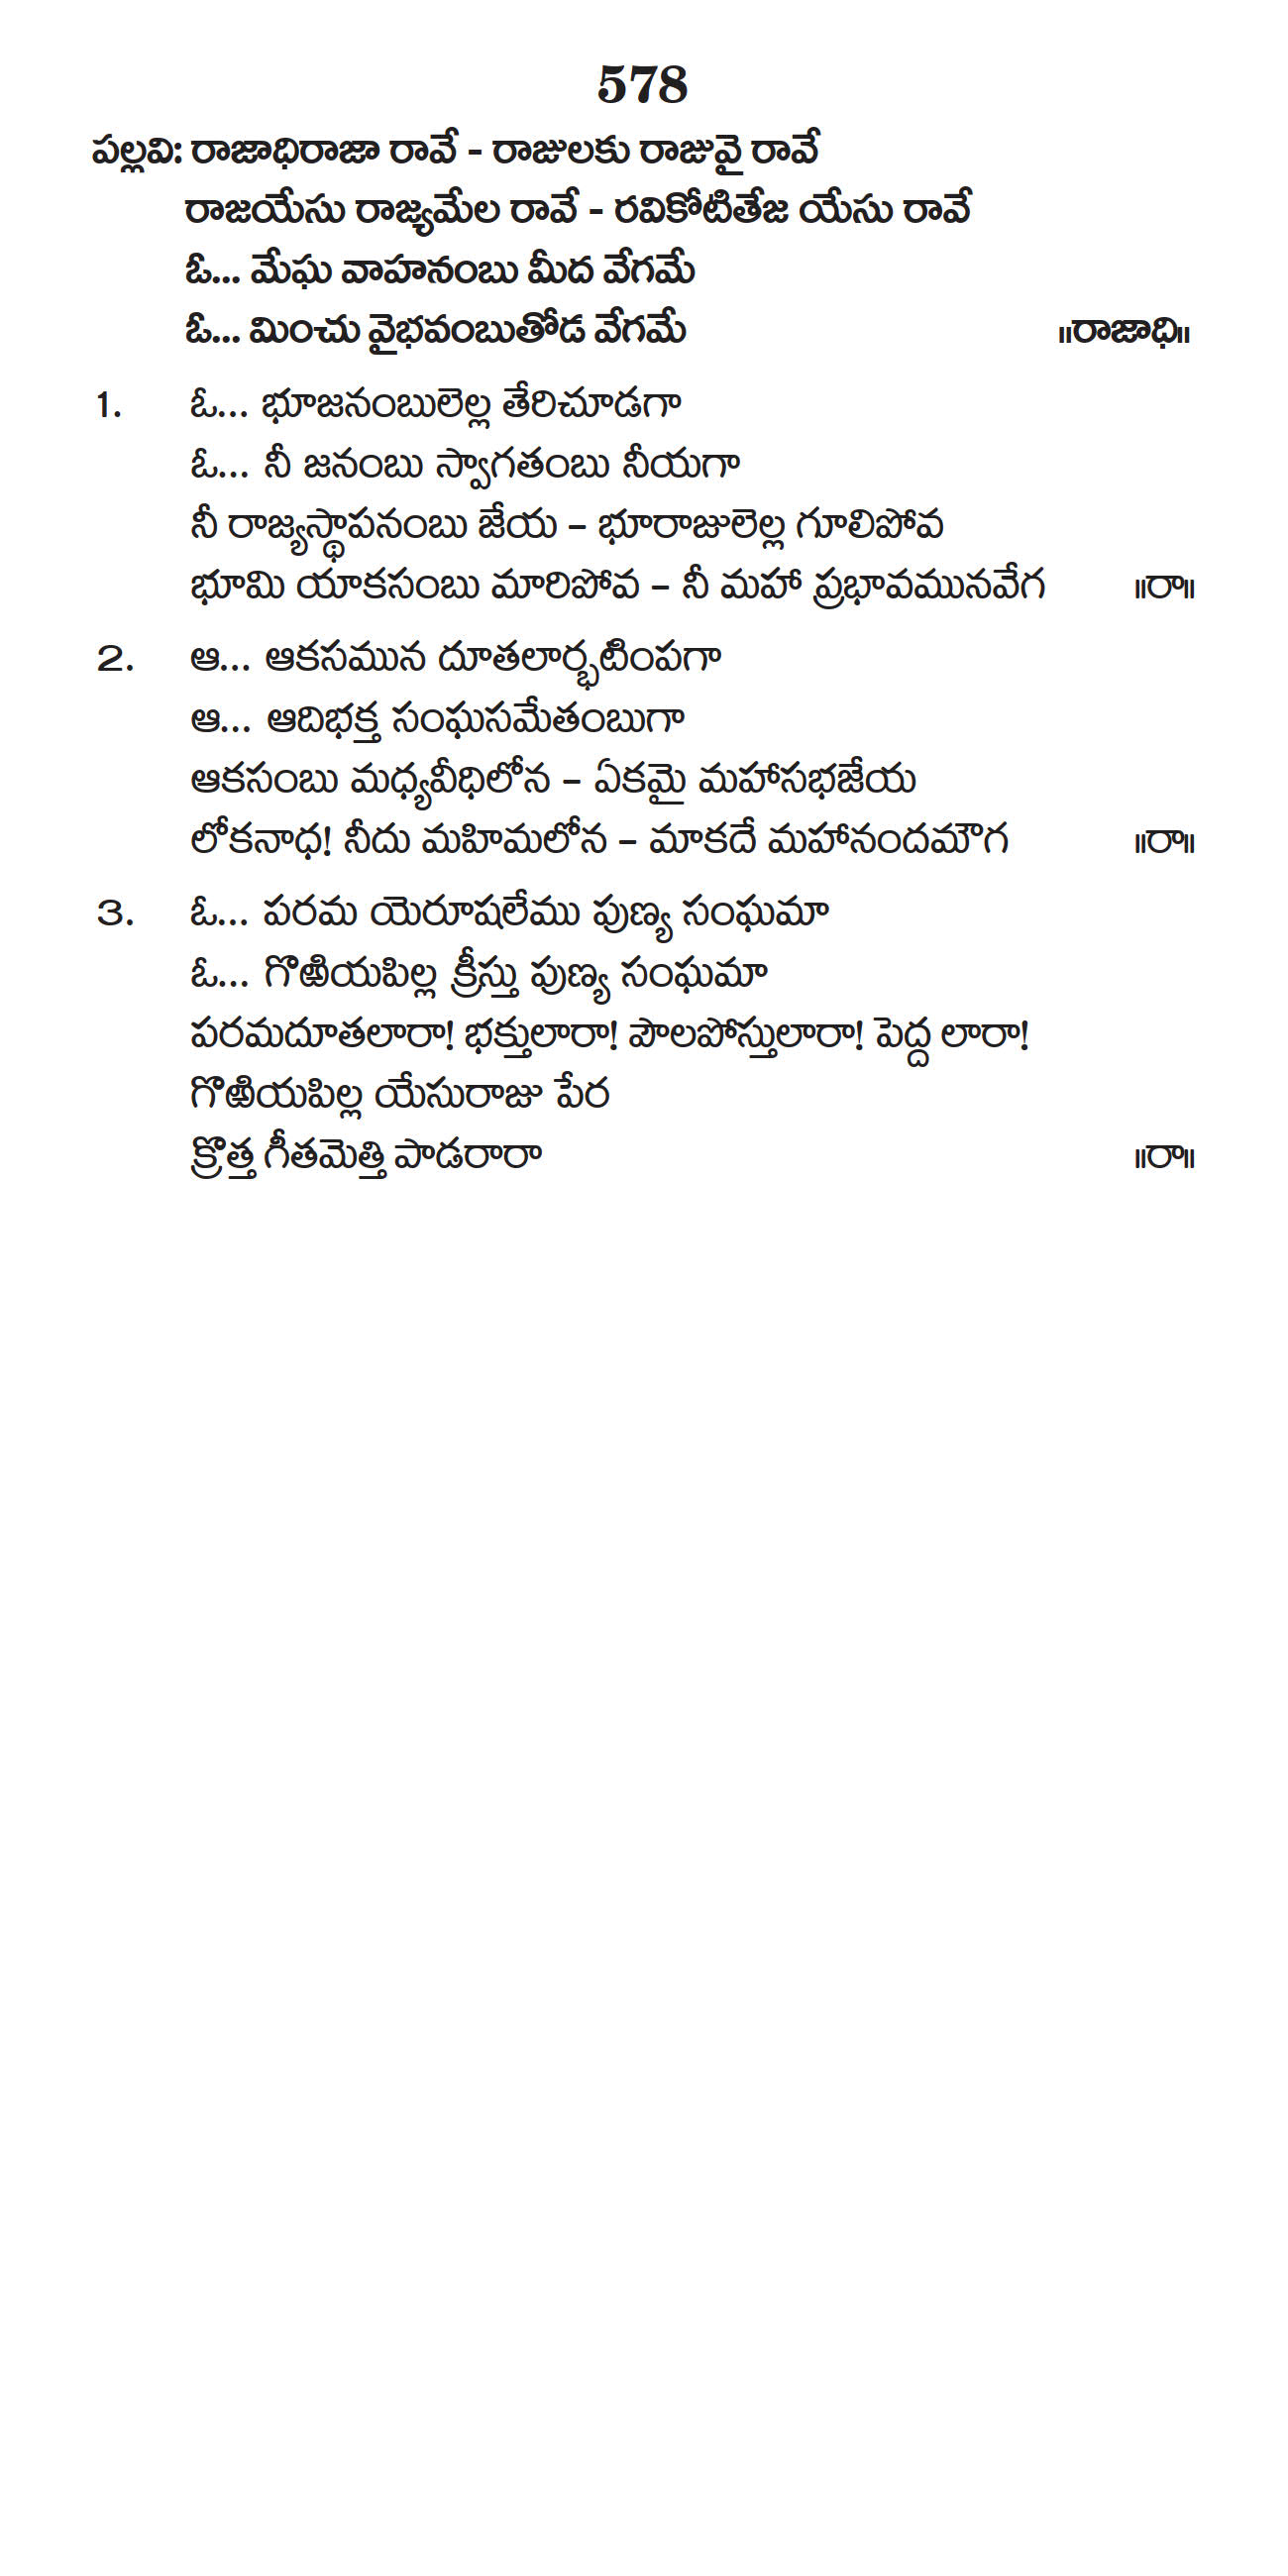 578
పల్లవి: రాజాధిరాజా రావే - రాజులకు రాజువై రావే
రాజయేసు రాజ్యమేల రావే - రవికోటితేజ యేసు రావే
ఓ... మేఘ వాహనంబు మీద వేగమే
ఓ... మించు వైభవంబుతోడ వేగమే ॥రాజాధి॥
1. ఓ... భూజనంబులెల్ల తేరిచూడగా
ఓ... నీ జనంబు స్వాగతంబు నీయగా
నీ రాజ్యస్థాపనంబు జేయ – భూరాజులెల్ల గూలిపోవ
భూమి యాకసంబు మారిపోవ – నీ మహా ప్రభావమునవేగ ॥రా॥
2. ఆ... ఆకసమున దూతలార్భటింపగా
ఆ... ఆదిభక్త సంఘసమేతంబుగా
ఆకసంబు మధ్యవీధిలోన – ఏకమై మహాసభజేయ
లోకనాధ! నీదు మహిమలోన – మాకదే మహానందమౌగ ॥రా॥
3. ఓ... పరమ యెరూషలేము పుణ్య సంఘమా
ఓ... గొఱియపిల్ల క్రీస్తు పుణ్య సంఘమా
పరమదూతలారా! భక్తులారా! పౌలపోస్తులారా! పెద్ద లారా!
గొఱియపిల్ల యేసురాజు పేర
క్రొత్త గీతమెత్తి పాడరారా ॥రా॥